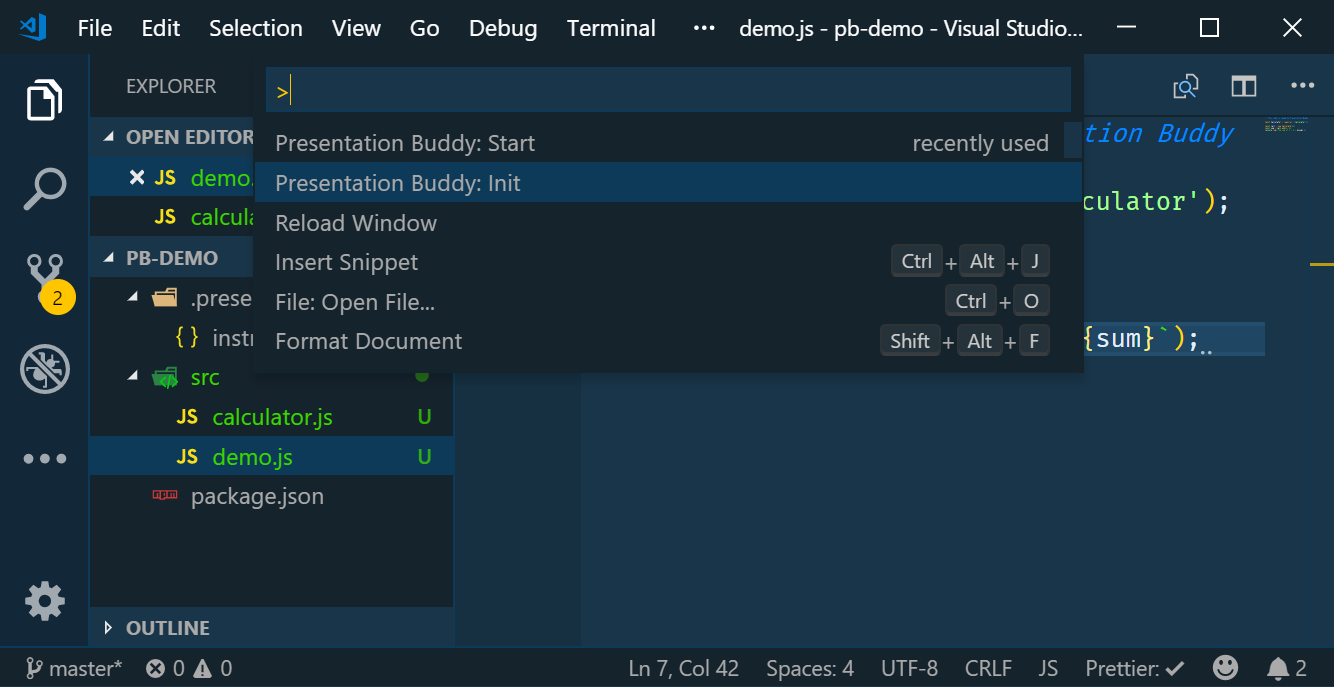 File Edit Selection View Go Debug Terminal ··· demo.js - pb-demo - Visual Studio...
EXPLORER
>
OPEN EDITOR
Presentation Buddy: Start recently used
tion Buddy
JS demo.
Presentation Buddy: Init
JS calcula
culator');
Reload Window
PB-DEMO
Insert Snippet Ctrl + Alt + J
2
.prese
File: Open File... Ctrl + O
{ } instr
Format Document Shift + Alt + F
{sum}`);
src
JS calculator.js U
JS demo.js U
npm package.json
OUTLINE
master* 0 0 Ln 7, Col 42 Spaces: 4 UTF-8 CRLF JS Prettier: ✓ 2